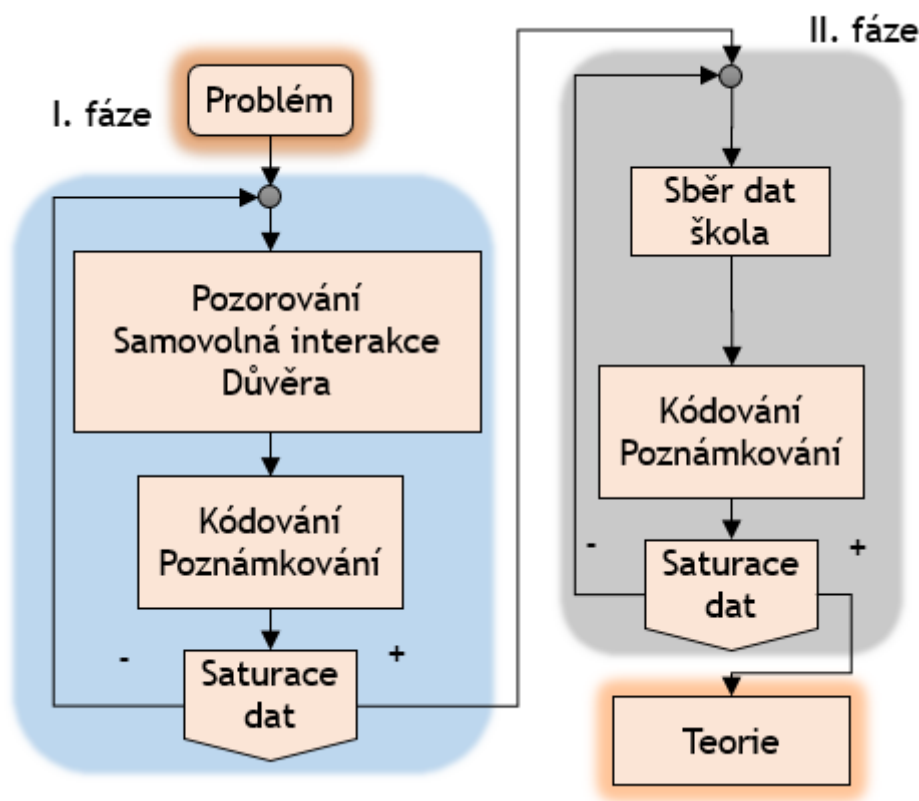 I. fáze
Problém
Pozorování
Samovolná interakce
Důvěra
Kódování
Poznámkování
-
+
Saturace
dat
II. fáze
Sběr dat
škola
Kódování
Poznámkování
-
+
Saturace
dat
Teorie